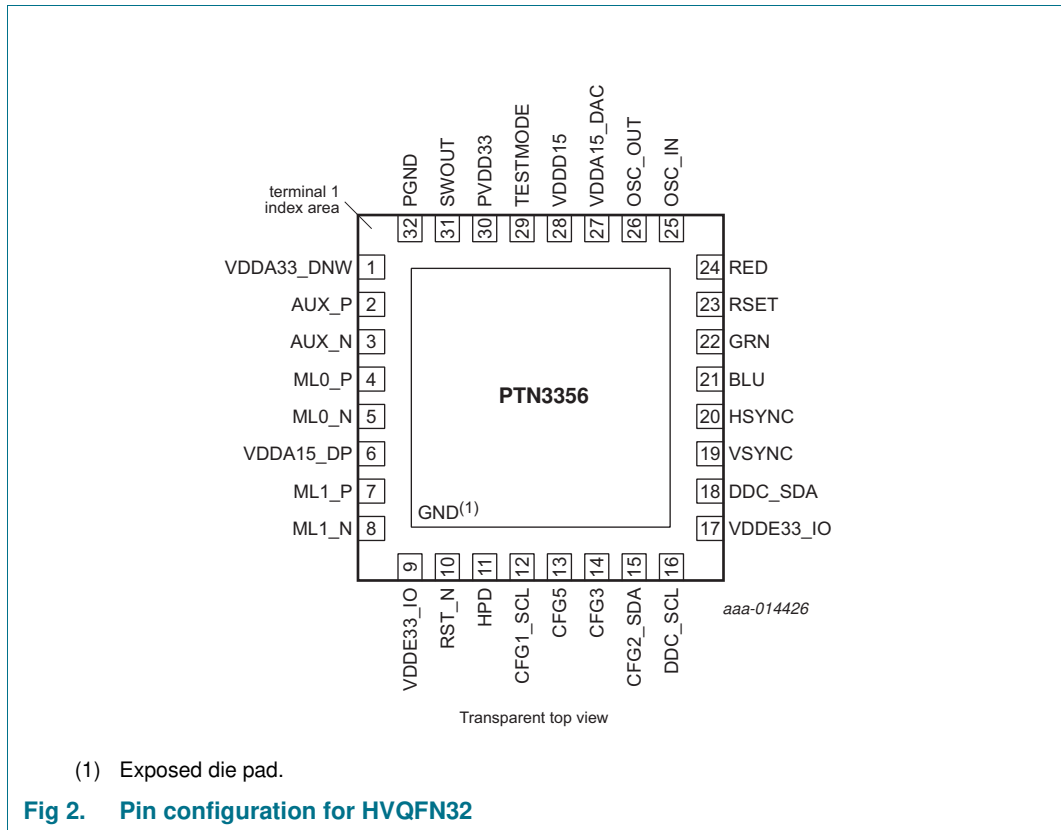 PGND
SWOUT
PVDD33
TESTMODE
VDDD15
VDDA15_DAC
OSC_OUT
OSC_IN
terminal 1
index area
32 31 30 29 28 27 26 25
VDDA33_DNW 1
24 RED
AUX_P 2
23 RSET
AUX_N 3
22 GRN
ML0_P 4
21 BLU
PTN3356
ML0_N 5
20 HSYNC
VDDA15_DP 6
19 VSYNC
ML1_P 7
18 DDC_SDA
GND(1)
ML1_N 8
17 VDDE33_IO
9 10 11 12 13 14 15 16
VDDE33_IO
RST_N
HPD
CFG1_SCL
CFG5
CFG3
CFG2_SDA
DDC_SCL
aaa-014426
Transparent top view
(1) Exposed die pad.
Fig 2. Pin configuration for HVQFN32